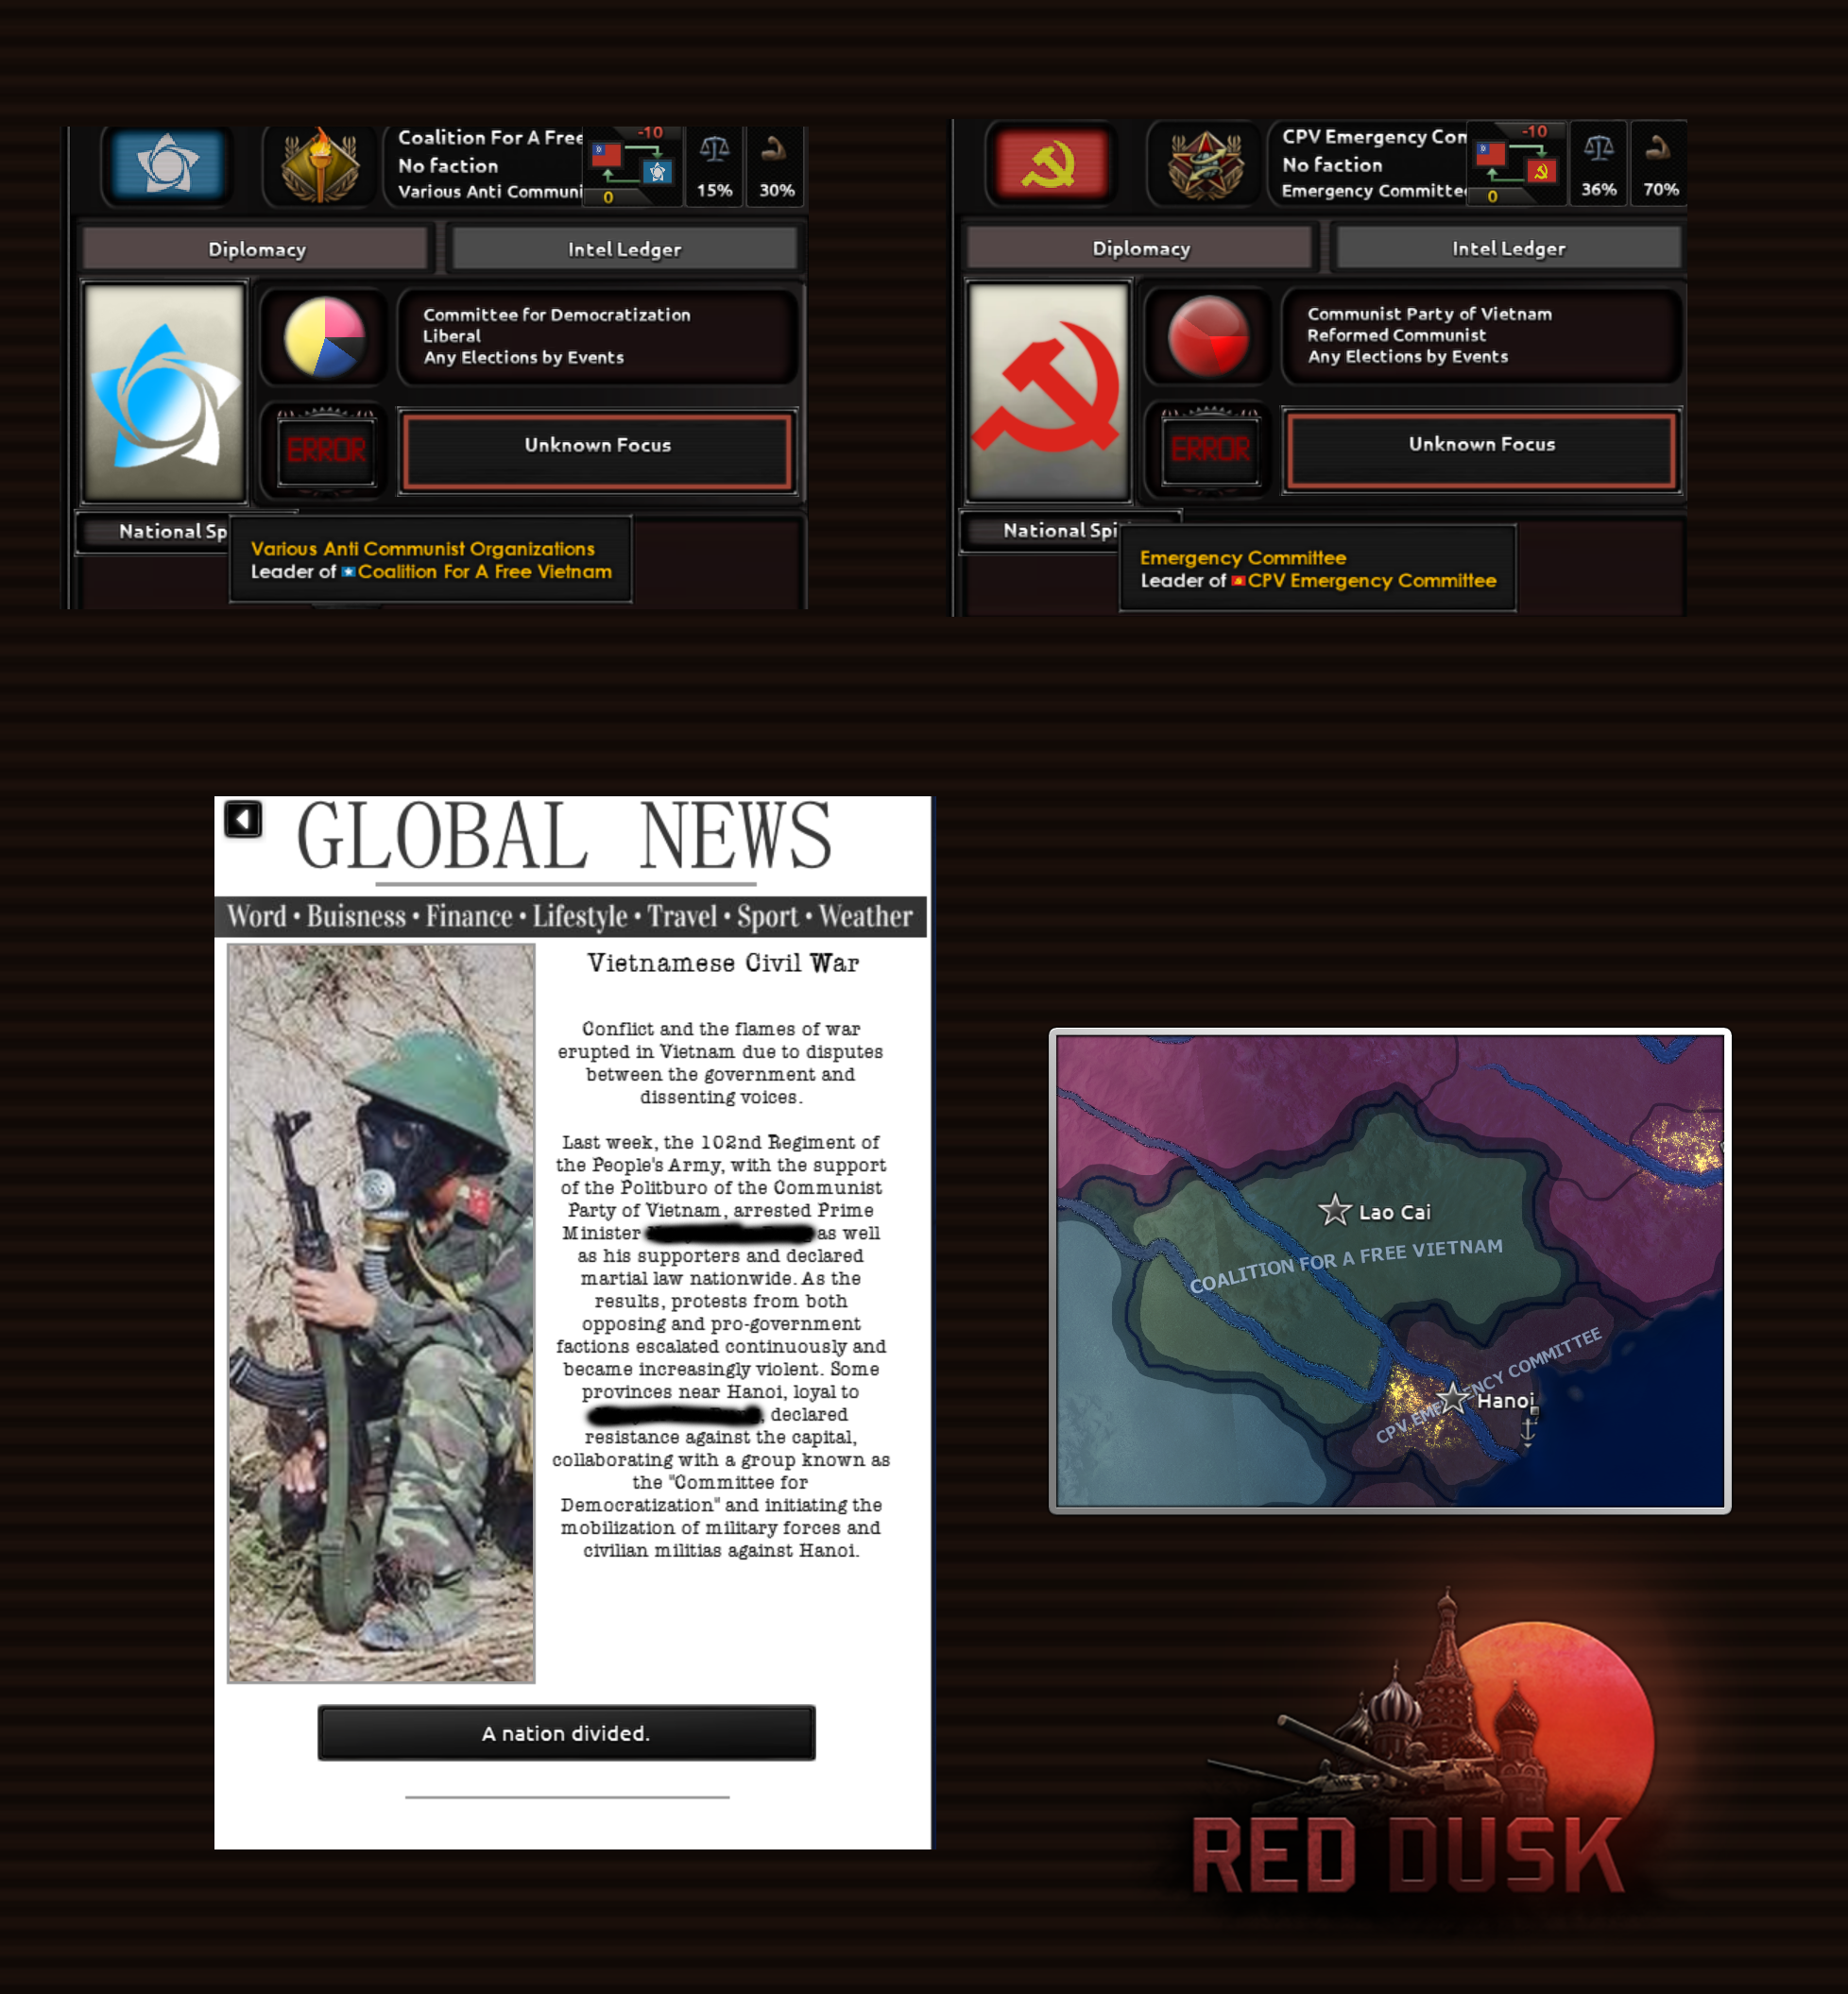 Coalition For A Free
No faction
Various Anti Communi
-10
0
15%
30%
Diplomacy
Intel Ledger
Committee for Democratization
Liberal
Any Elections by Events
ERROR
Unknown Focus
National Sp
Various Anti Communist Organizations
Leader of Coalition For A Free Vietnam
CPV Emergency Con
No faction
Emergency Committe
-10
0
36%
70%
Diplomacy
Intel Ledger
Communist Party of Vietnam
Reformed Communist
Any Elections by Events
ERROR
Unknown Focus
National Spi
Emergency Committee
Leader of CPV Emergency Committee
GLOBAL NEWS
Word • Buisness • Finance • Lifestyle • Travel • Sport • Weather
Vietnamese Civil War
Conflict and the flames of war
erupted in Vietnam due to disputes
between the government and
dissenting voices.
Last week, the 102nd Regiment of
the People's Army, with the support
of the Politburo of the Communist
Party of Vietnam, arrested Prime
Minister as well
as his supporters and declared
martial law nationwide. As the
results, protests from both
opposing and pro-government
factions escalated continuously and
became increasingly violent. Some
provinces near Hanoi, loyal to
, declared
resistance against the capital,
collaborating with a group known as
the "Committee for
Democratization" and initiating the
mobilization of military forces and
civilian militias against Hanoi.
A nation divided.
Lao Cai
COALITION FOR A FREE VIETNAM
CPV EMERGENCY COMMITTEE
Hanoi
RED DUSK